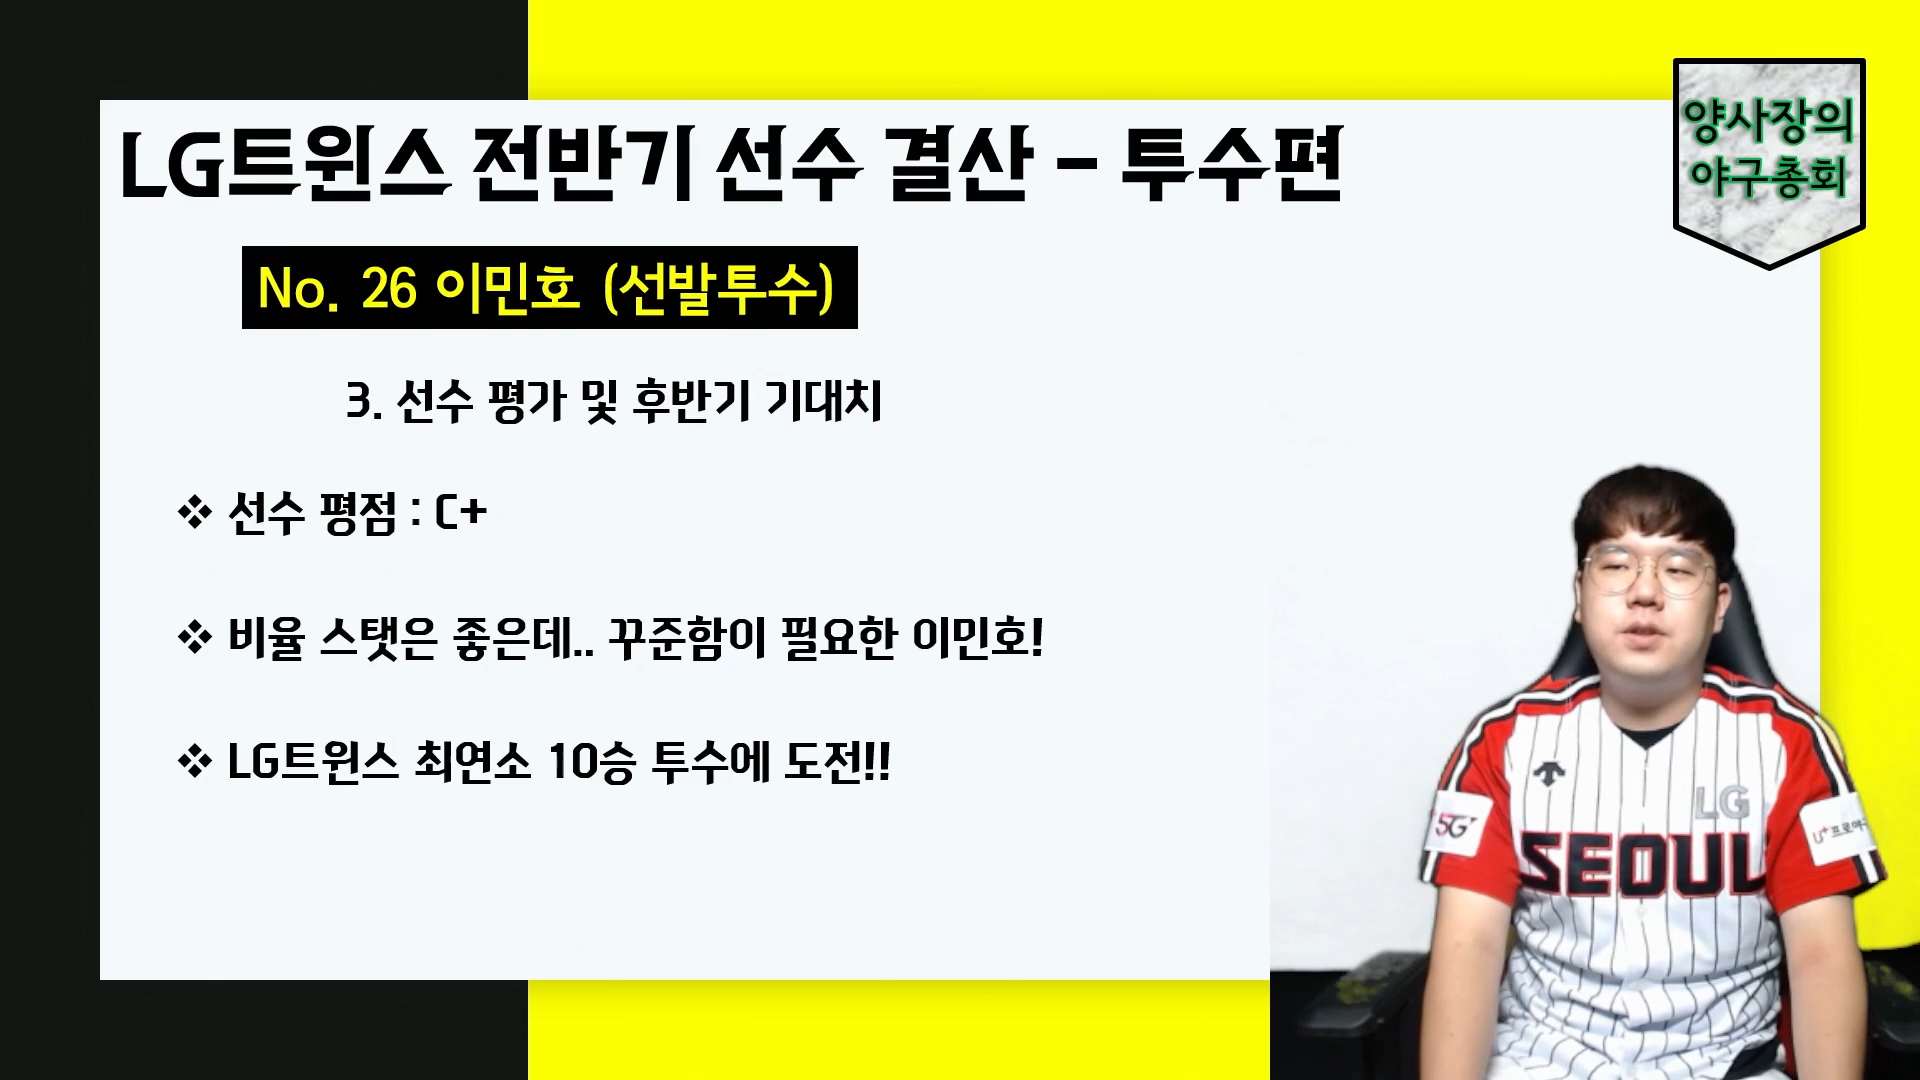 LG트윈스 전반기 선수 결산 - 투수편
양사장의
야구총회
No. 26 이민호 (선발투수)
3. 선수 평가 및 후반기 기대치
❖ 선수 평점 : C+
❖ 비율 스탯은 좋은데.. 꾸준함이 필요한 이민호!
❖ LG트윈스 최연소 10승 투수에 도전!!
LG
SEOUL
5G
U+프로야구